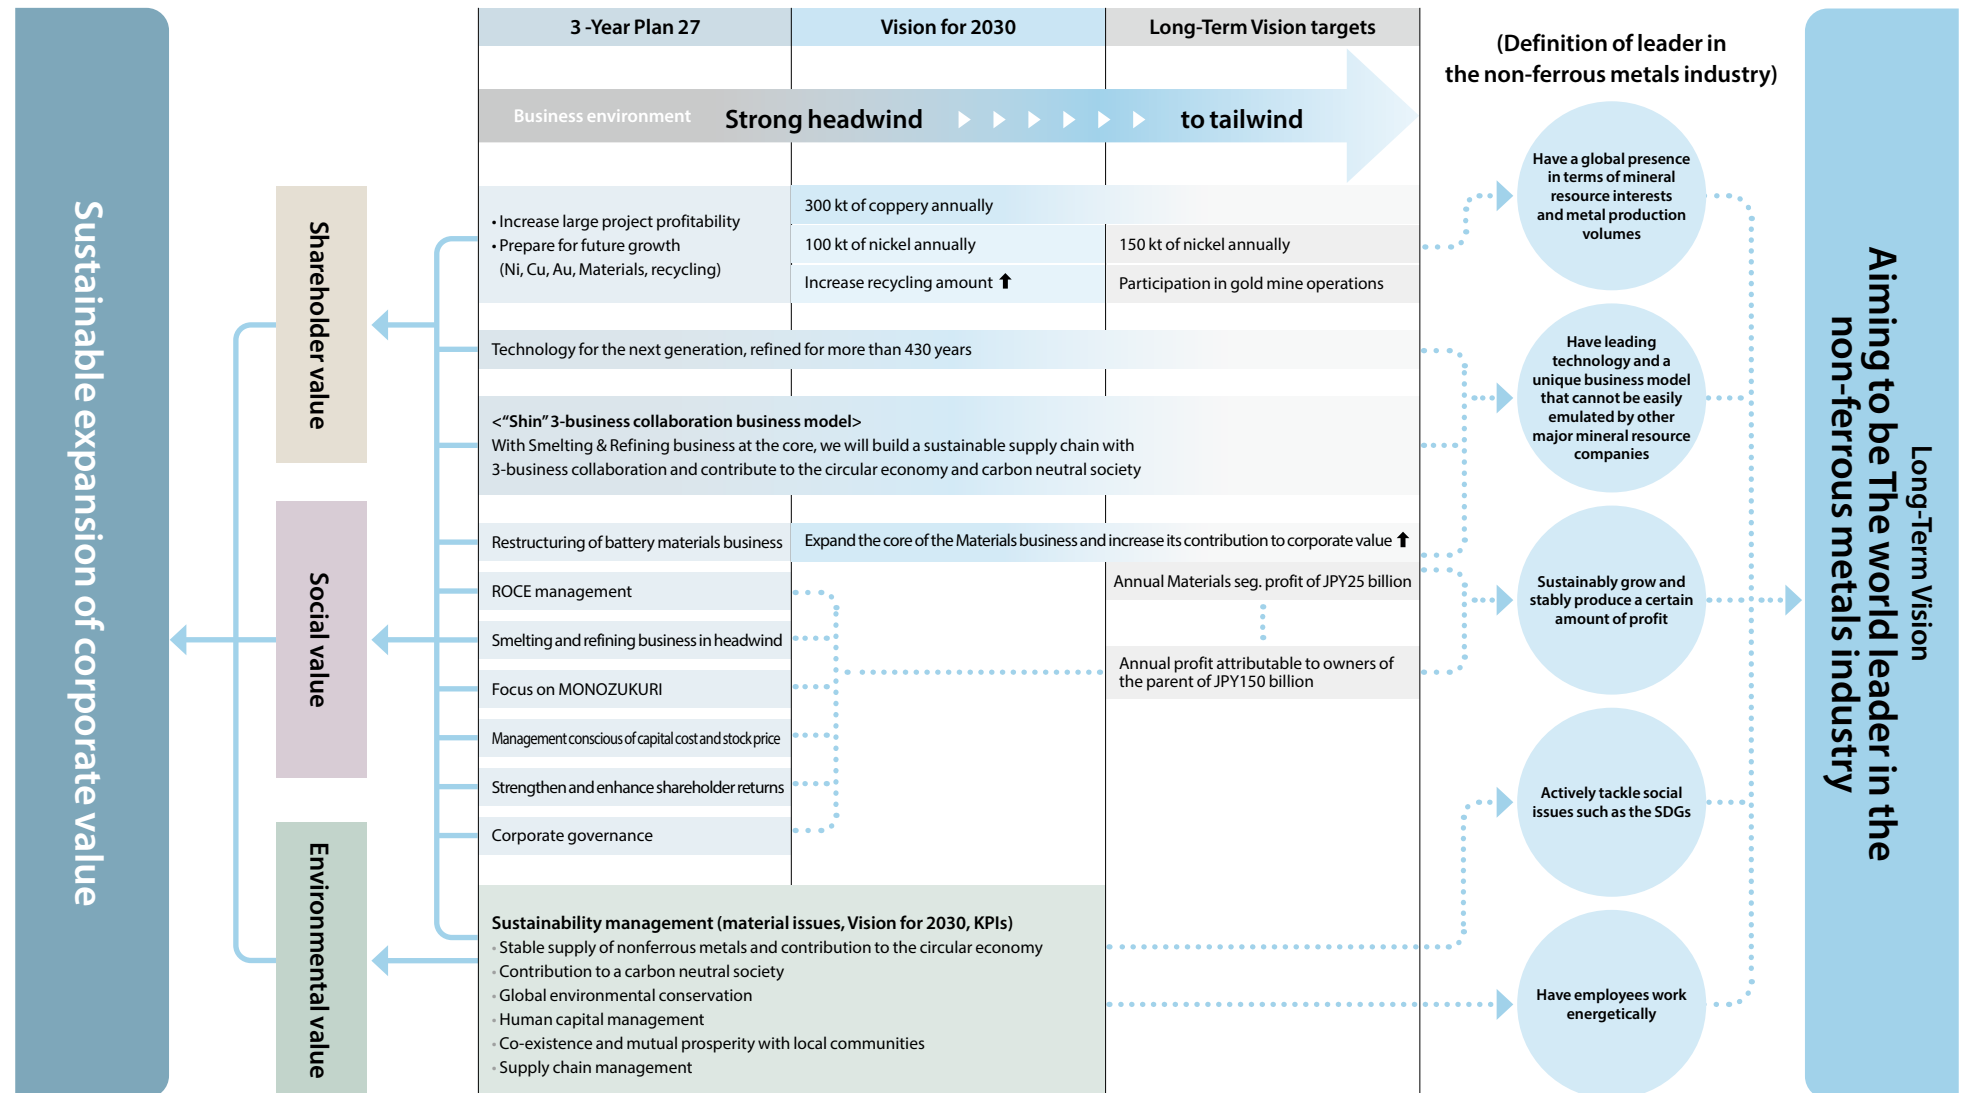 Sustainable expansion of corporate value
Shareholder value
Social value
Environmental value
3 -Year Plan 27
Vision for 2030
Long-Term Vision targets
Business environment
Strong headwind
to tailwind
• Increase large project profitability
• Prepare for future growth
(Ni, Cu, Au, Materials, recycling)
300 kt of coppery annually
100 kt of nickel annually
150 kt of nickel annually
Increase recycling amount ⬆
Participation in gold mine operations
Technology for the next generation, refined for more than 430 years
<“Shin” 3-business collaboration business model>
With Smelting & Refining business at the core, we will build a sustainable supply chain with
3-business collaboration and contribute to the circular economy and carbon neutral society
Restructuring of battery materials business
Expand the core of the Materials business and increase its contribution to corporate value ⬆
ROCE management
Annual Materials seg. profit of JPY25 billion
Smelting and refining business in headwind
Annual profit attributable to owners of
the parent of JPY150 billion
Focus on MONOZUKURI
Management conscious of capital cost and stock price
Strengthen and enhance shareholder returns
Corporate governance
Sustainability management (material issues, Vision for 2030, KPIs)
• Stable supply of nonferrous metals and contribution to the circular economy
• Contribution to a carbon neutral society
• Global environmental conservation
• Human capital management
• Co-existence and mutual prosperity with local communities
• Supply chain management
(Definition of leader in
the non-ferrous metals industry)
Have a global presence
in terms of mineral
resource interests
and metal production
volumes
Have leading
technology and a
unique business model
that cannot be easily
emulated by other
major mineral resource
companies
Sustainably grow and
stably produce a certain
amount of profit
Actively tackle social
issues such as the SDGs
Have employees work
energetically
Long-Term Vision
Aiming to be The world leader in the
non-ferrous metals industry